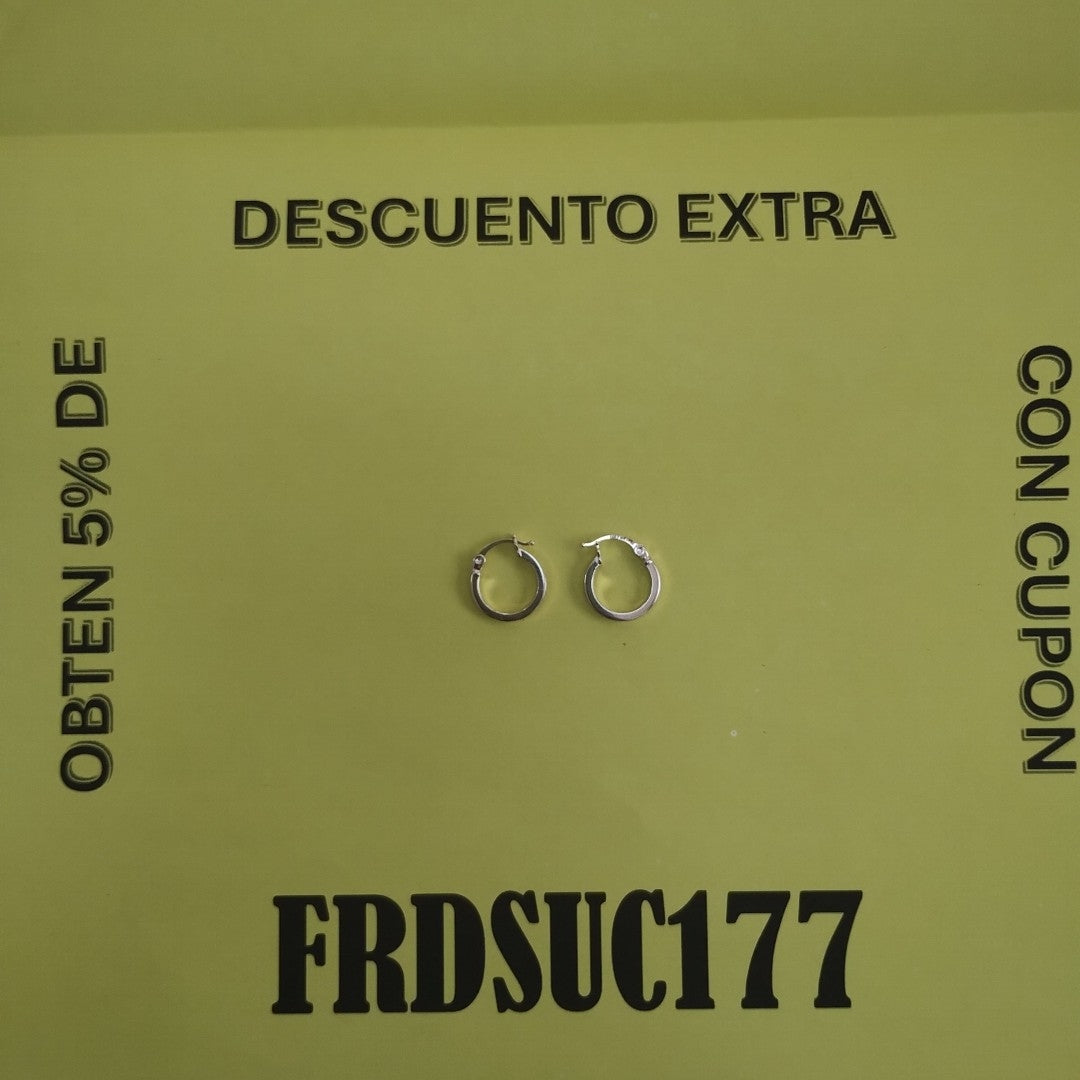 OBTEN 5% DE
DESCUENTO EXTRA
CON CUPON
FRDSUC177